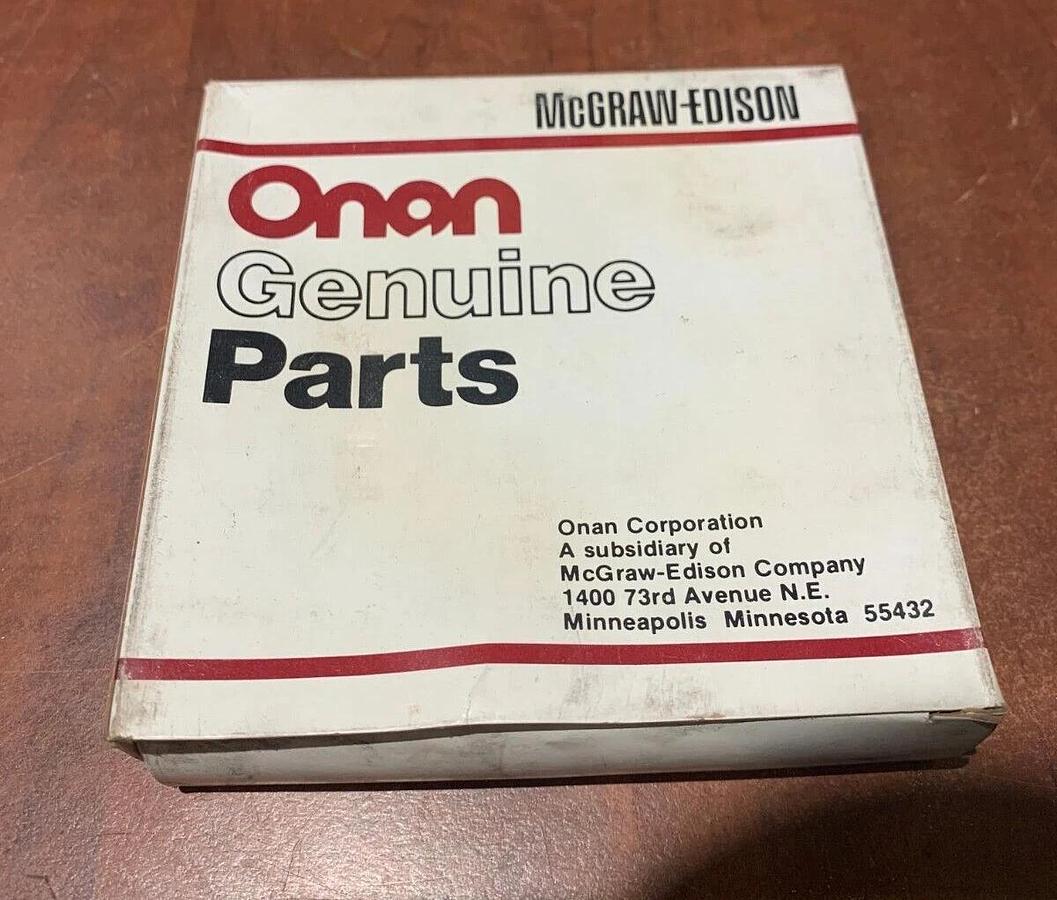 McGRAW-EDISON
Onan
Genuine
Parts
Onan Corporation
A subsidiary of
McGraw-Edison Company
1400 73rd Avenue N.E.
Minneapolis Minnesota 55432